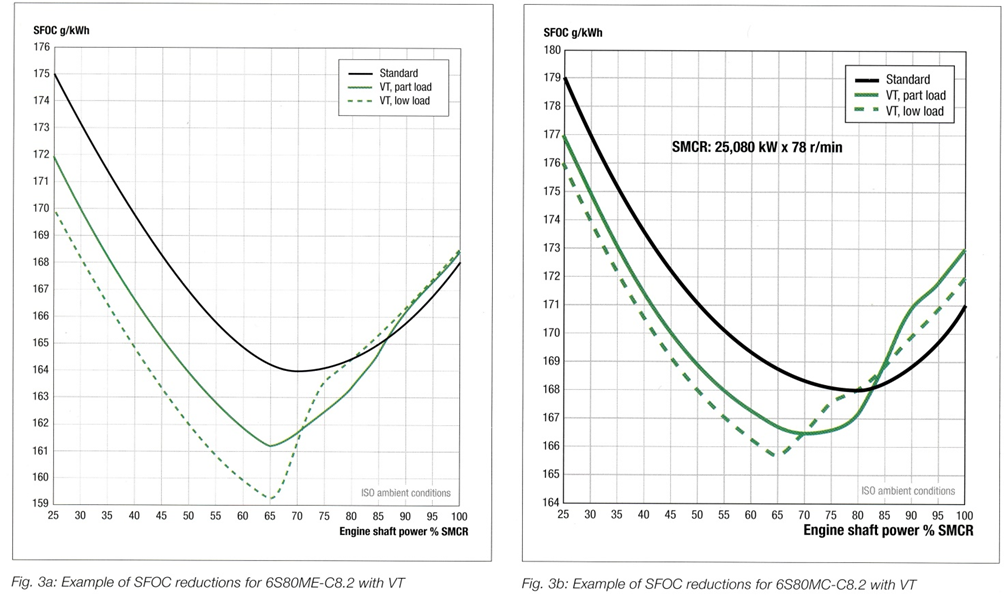 SFOC g/kWh
176
175
174
173
172
171
170
169
168
167
166
165
164
163
162
161
160
159
Standard
VT, part load
VT, low load
ISO ambient conditions
25 30 35 40 45 50 55 60 65 70 75 80 85 90 95 100
Engine shaft power % SMCR
Fig. 3a: Example of SFOC reductions for 6S80ME-C8.2 with VT
SFOC g/kWh
180
179
178
177
176
175
173
172
171
170
169
168
167
166
165
164
Standard
VT, part load
VT, low load
SMCR: 25,080 kW x 78 r/min
ISO ambient conditions
25 30 35 40 45 50 55 60 65 70 75 80 85 90 95 100
Engine shaft power % SMCR
Fig. 3b: Example of SFOC reductions for 6S80MC-C8.2 with VT